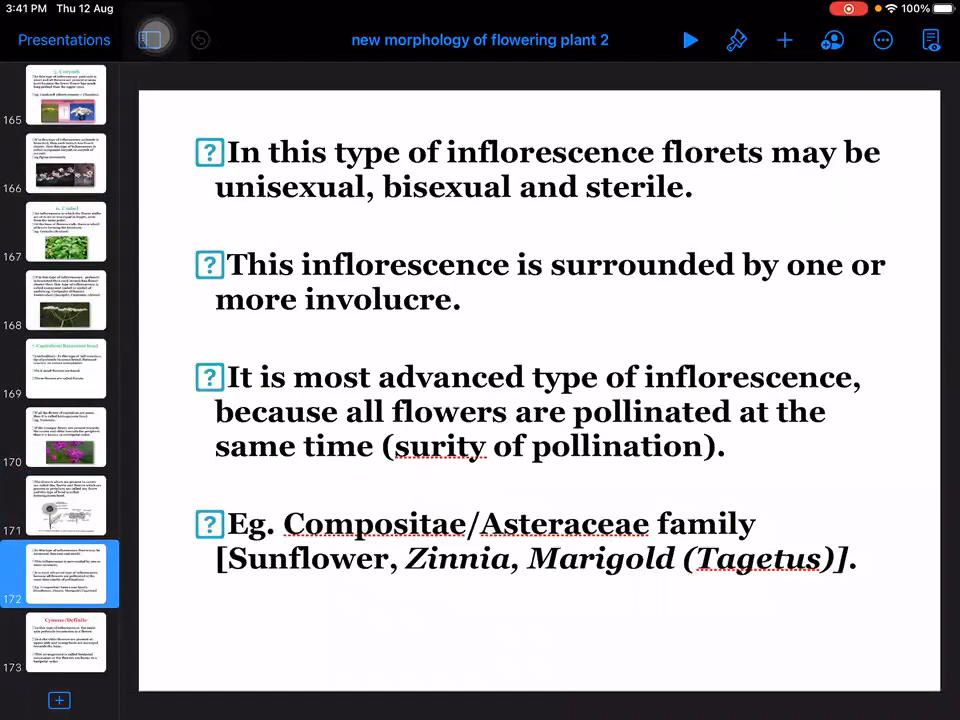 3:41 PM Thu 12 Aug
100%
Presentations
new morphology of flowering plant 2
165
166
167
168
169
170
171
172
173
Cymose/Definite
? In this type of inflorescence florets may be
unisexual, bisexual and sterile.
? This inflorescence is surrounded by one or
more involucre.
? It is most advanced type of inflorescence,
because all flowers are pollinated at the
same time (surity of pollination).
? Eg. Compositae/Asteraceae family
[Sunflower, Zinnia, Marigold (Tagetus)].